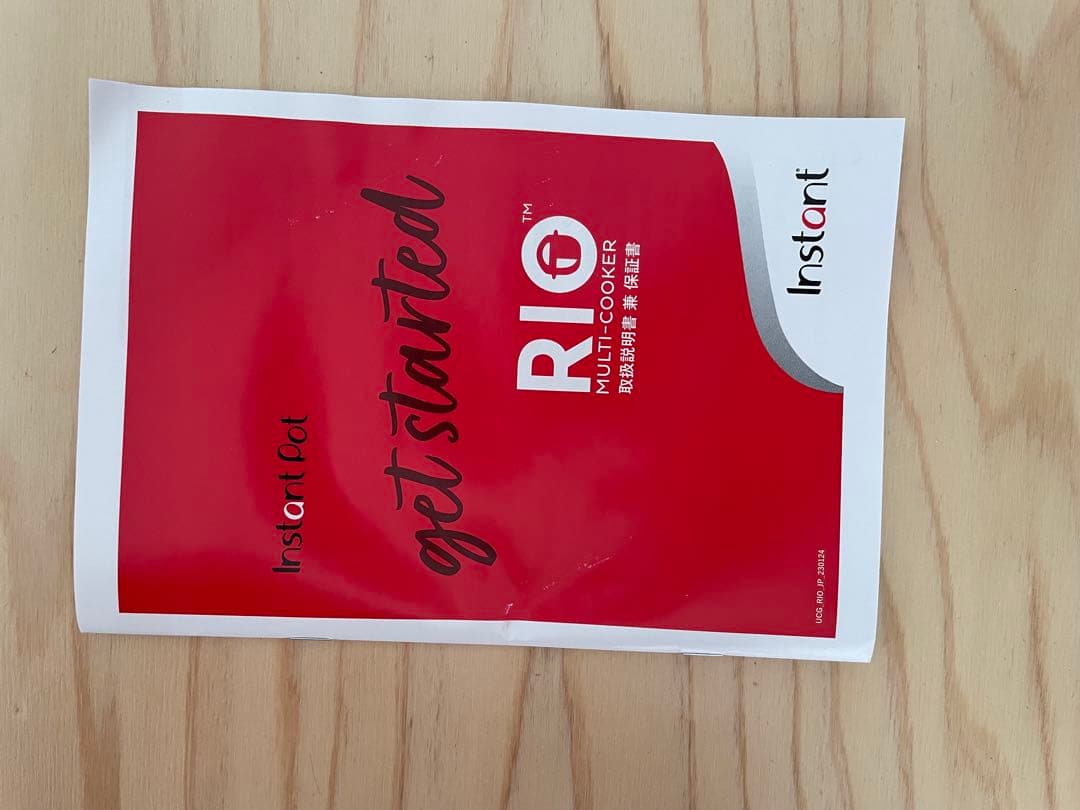 Instant Pot
get started
RIO™
MULTI-COOKER
取扱説明書 兼 保証書
Instant
UCG_RIO_JP_230124